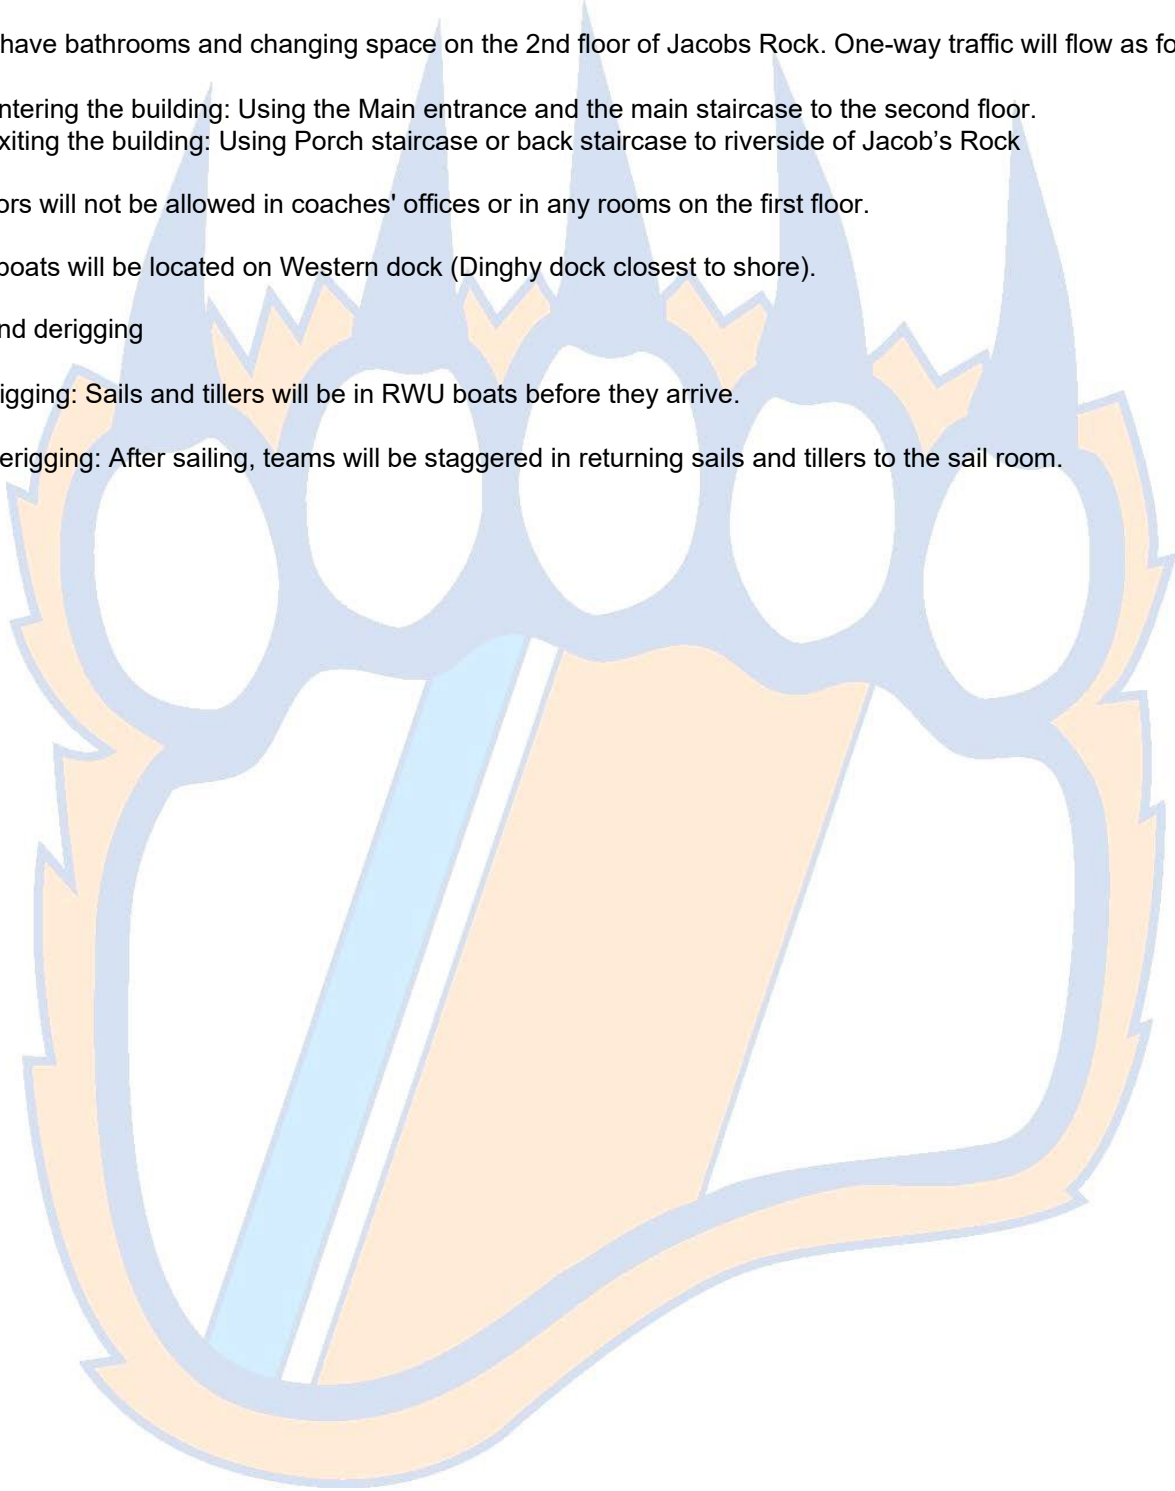 have bathrooms and changing space on the 2nd floor of Jacobs Rock. One-way traffic will flow as fo
ntering the building: Using the Main entrance and the main staircase to the second floor.
xiting the building: Using Porch staircase or back staircase to riverside of Jacob’s Rock
ors will not be allowed in coaches' offices or in any rooms on the first floor.
boats will be located on Western dock (Dinghy dock closest to shore).
nd derigging
igging: Sails and tillers will be in RWU boats before they arrive.
erigging: After sailing, teams will be staggered in returning sails and tillers to the sail room.